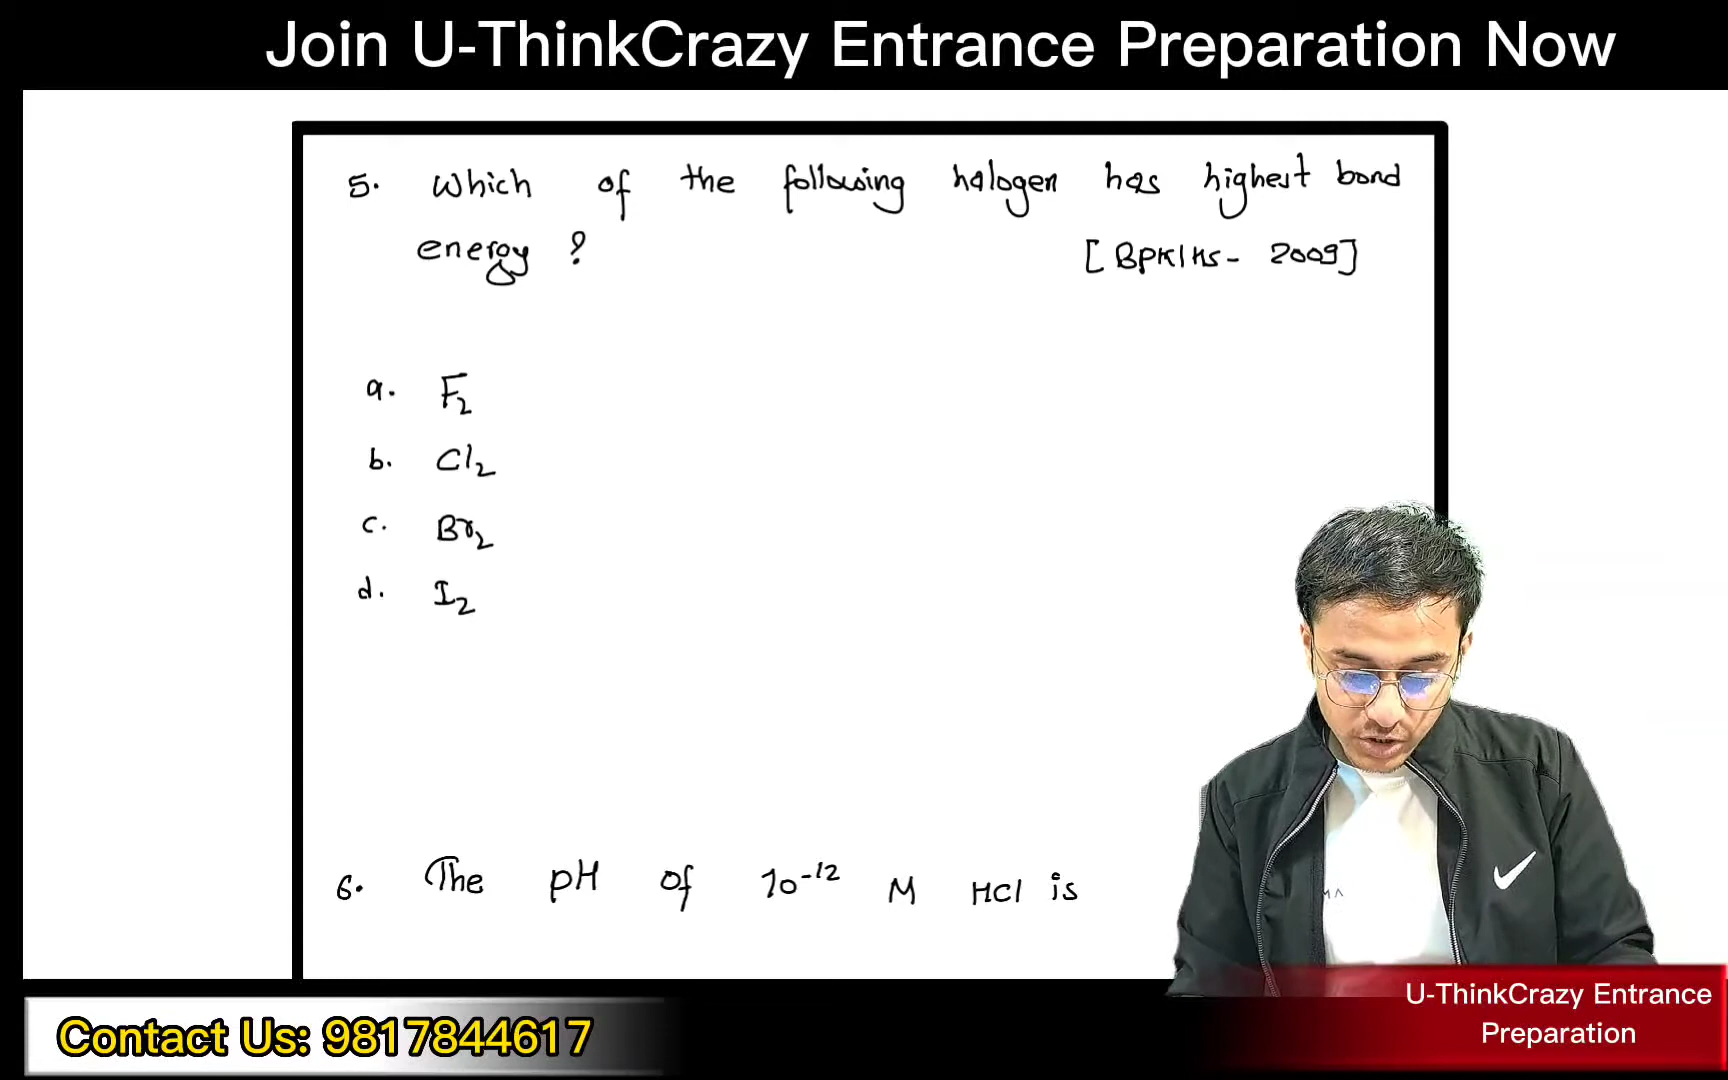 Join U-ThinkCrazy Entrance Preparation Now
5. Which of the following halogen has highest bond
energy ? [BPKIHS- 2009]
a. F₂
b. Cl₂
c. Br₂
d. I₂
6. The pH of 10⁻¹² M HCl is
U-ThinkCrazy Entrance
Preparation
Contact Us: 9817844617